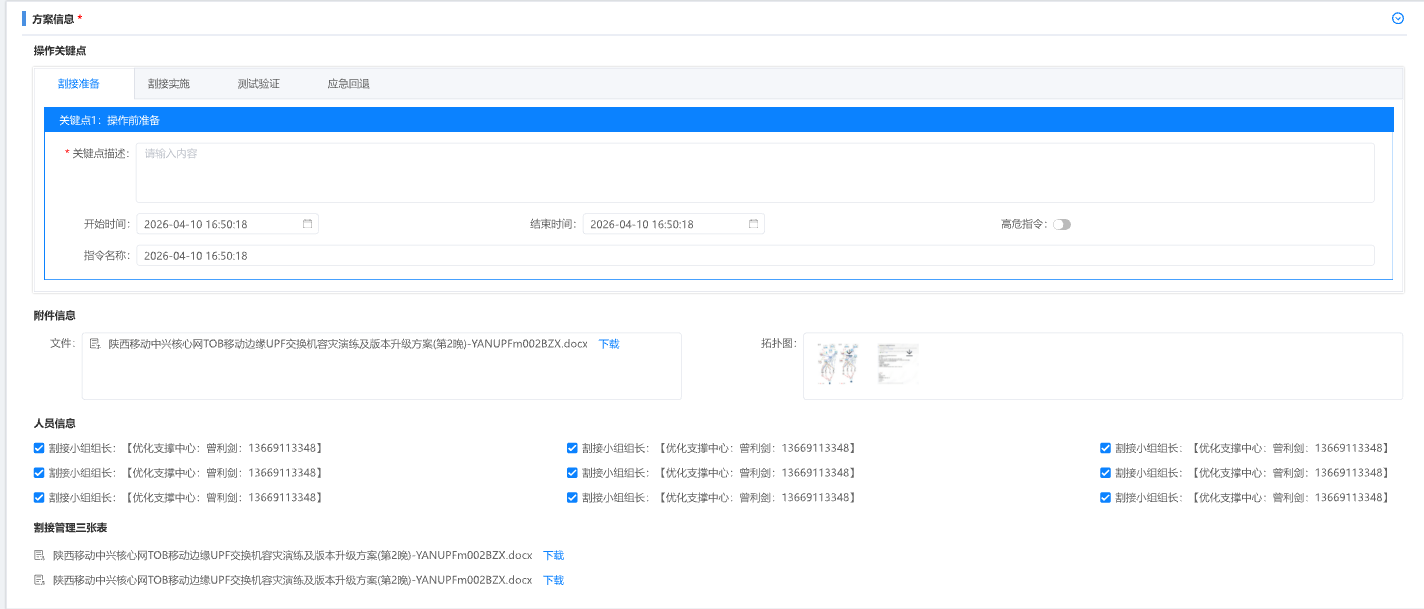 方案信息 *
操作关键点
割接准备 割接实施 测试验证 应急回退
关键点1：操作前准备
* 关键点描述： 请输入内容
开始时间： 2026-04-10 16:50:18 结束时间： 2026-04-10 16:50:18 高危指令：
指令名称： 2026-04-10 16:50:18
附件信息
文件： 陕西移动中兴核心网TOB移动边缘UPF交换机容灾演练及版本升级方案(第2晚)-YANUPFm002BZX.docx 下载 拓扑图：
人员信息
割接小组组长：【优化支撑中心：曾利剑：13669113348】 割接小组组长：【优化支撑中心：曾利剑：13669113348】 割接小组组长：【优化支撑中心：曾利剑：13669113348】
割接小组组长：【优化支撑中心：曾利剑：13669113348】 割接小组组长：【优化支撑中心：曾利剑：13669113348】 割接小组组长：【优化支撑中心：曾利剑：13669113348】
割接小组组长：【优化支撑中心：曾利剑：13669113348】 割接小组组长：【优化支撑中心：曾利剑：13669113348】 割接小组组长：【优化支撑中心：曾利剑：13669113348】
割接管理三张表
陕西移动中兴核心网TOB移动边缘UPF交换机容灾演练及版本升级方案(第2晚)-YANUPFm002BZX.docx 下载
陕西移动中兴核心网TOB移动边缘UPF交换机容灾演练及版本升级方案(第2晚)-YANUPFm002BZX.docx 下载